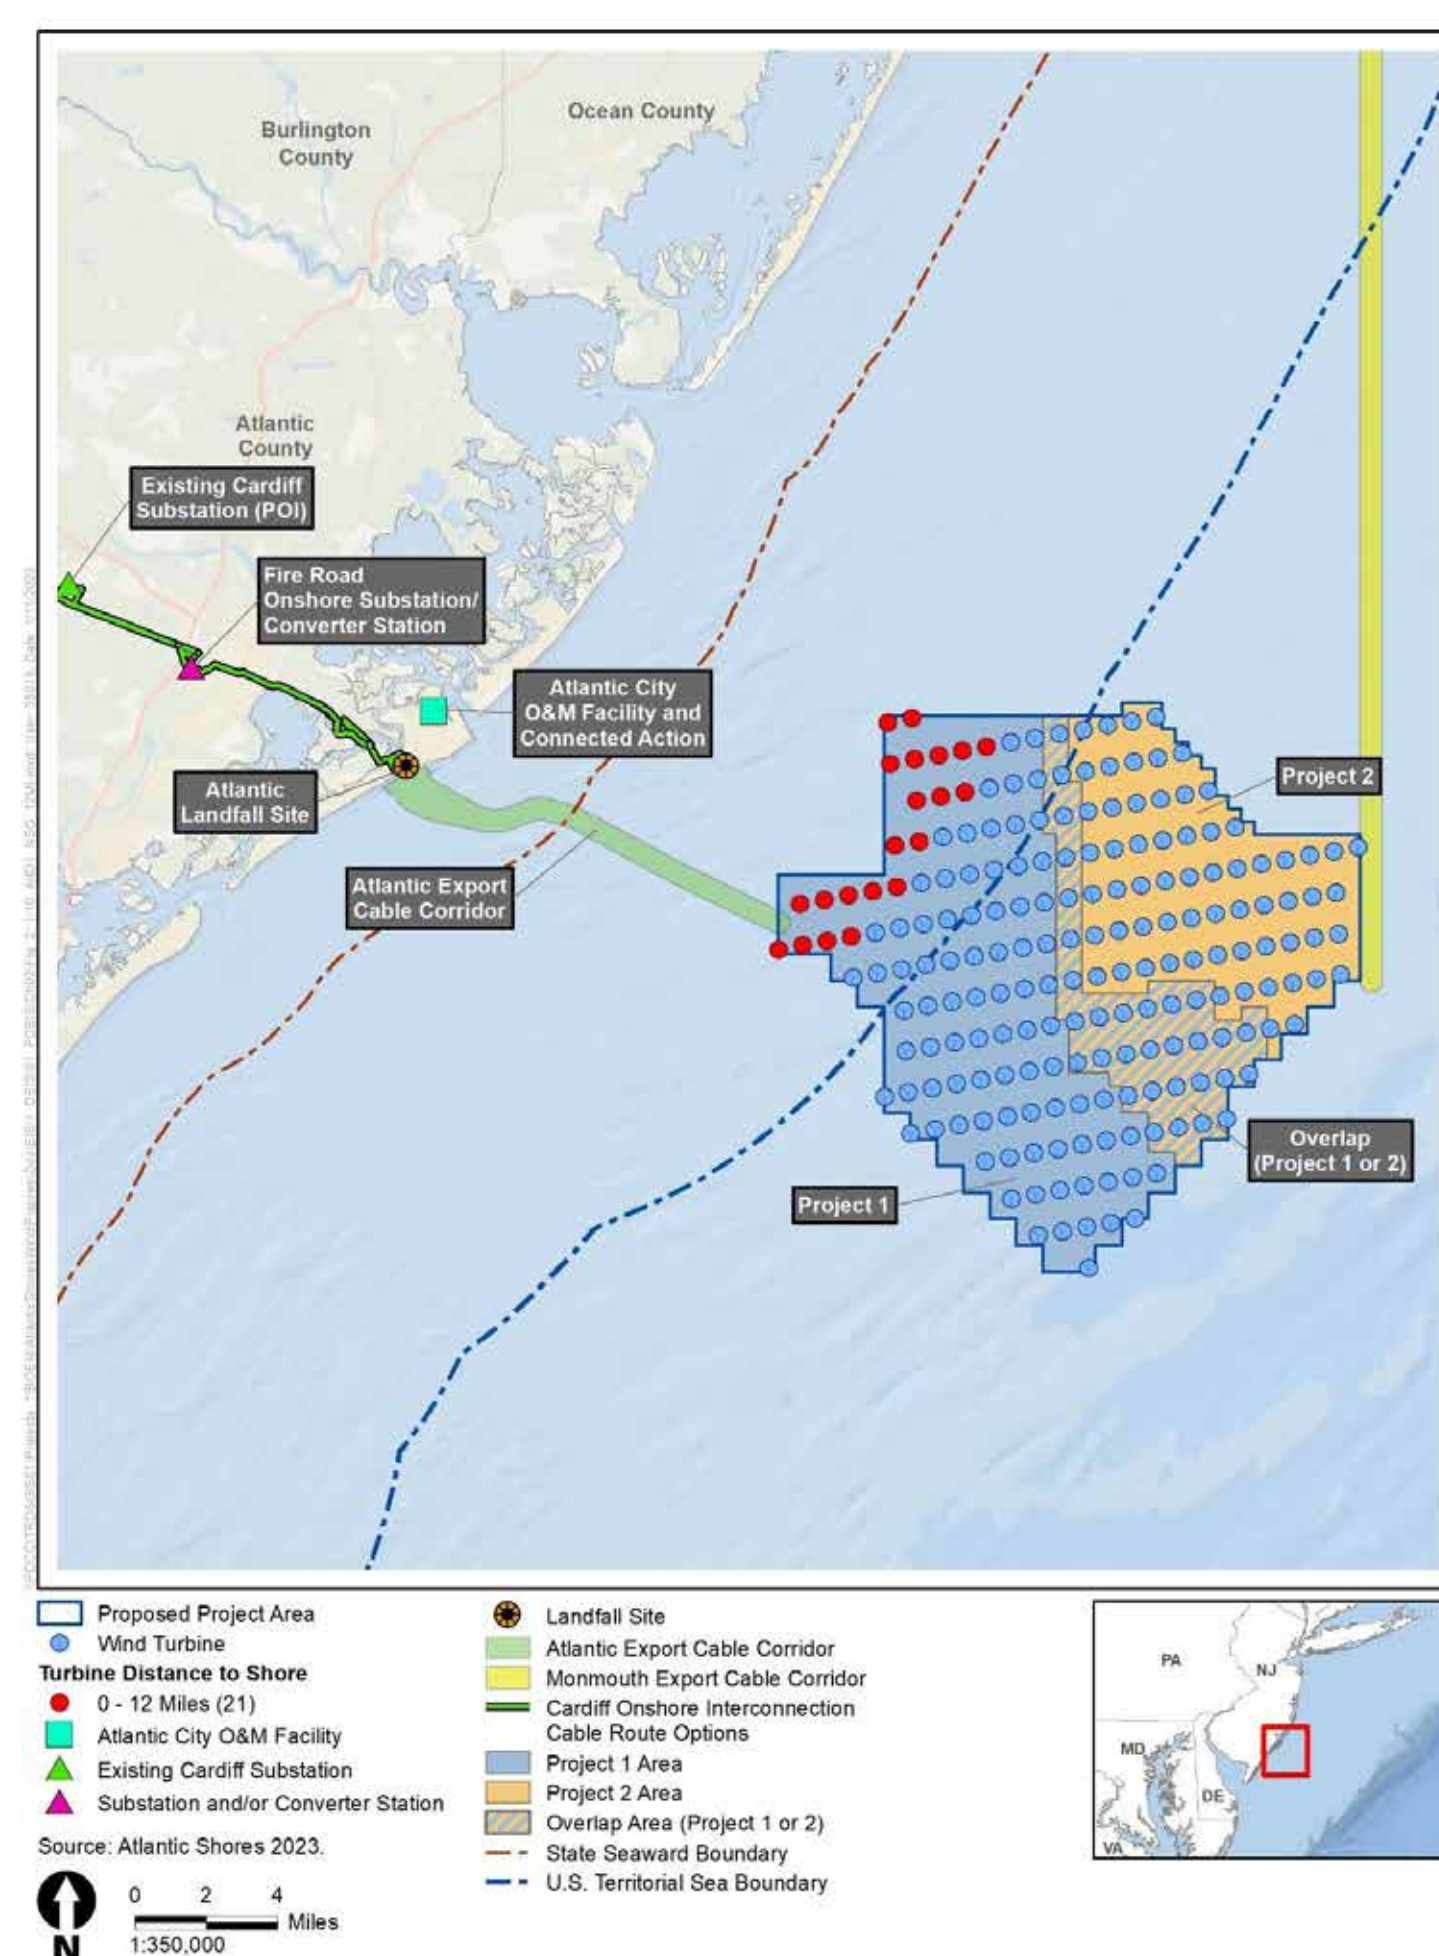 Burlington
County
Ocean County
Atlantic
County
Existing Cardiff
Substation (POI)
Fire Road
Onshore Substation/
Converter Station
Atlantic City
O&M Facility and
Connected Action
Atlantic
Landfall Site
Project 2
Atlantic Export
Cable Corridor
Overlap
(Project 1 or 2)
Project 1
Proposed Project Area
Wind Turbine
Turbine Distance to Shore
0 - 12 Miles (21)
Atlantic City O&M Facility
Existing Cardiff Substation
Substation and/or Converter Station
Source: Atlantic Shores 2023.
N
0 2 4
Miles
1:350,000
Landfall Site
Atlantic Export Cable Corridor
Monmouth Export Cable Corridor
Cardiff Onshore Interconnection
Cable Route Options
Project 1 Area
Project 2 Area
Overlap Area (Project 1 or 2)
State Seaward Boundary
U.S. Territorial Sea Boundary
PA
NJ
MD
DE
VA